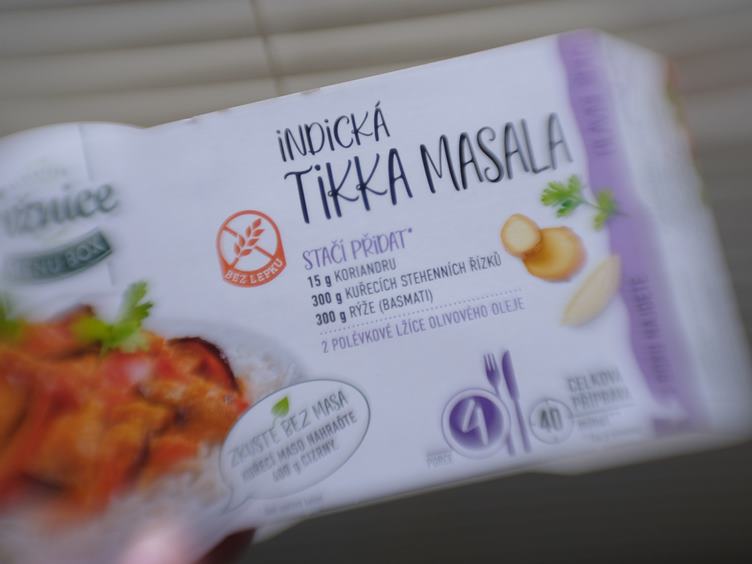 INDICKÁ
TIKKA MASALA
BEZ LEPKU
STAČÍ PŘIDAT*
15 g KORIANDRU
300 g KUŘECÍCH STEHENNÍCH ŘÍZKŮ
300 g RÝŽE (BASMATI)
2 POLÉVKOVÉ LŽÍCE OLIVOVÉHO OLEJE
ZKUSTE BEZ MASA
KUŘECÍ MASO NAHRAĎTE
400 g CIZRNY.
4
40
CELKOVÁ
PŘÍPRAVA